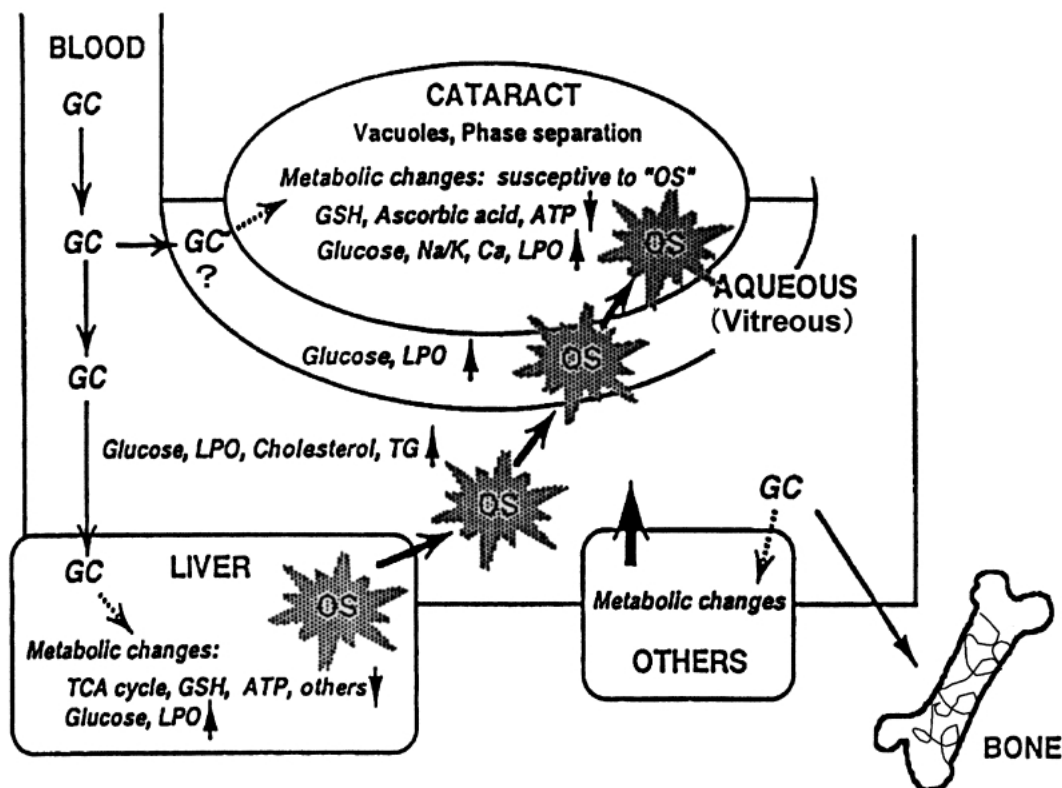 BLOOD
GC
GC
GC
?
GC
GC
CATARACT
Vacuoles, Phase separation
Metabolic changes: susceptive to "OS"
GSH, Ascorbic acid, ATP
Glucose, Na/K, Ca, LPO
OS
AQUEOUS
(Vitreous)
Glucose, LPO
OS
Glucose, LPO, Cholesterol, TG
OS
LIVER
OS
Metabolic changes:
TCA cycle, GSH, ATP, others
Glucose, LPO
GC
Metabolic changes
OTHERS
BONE